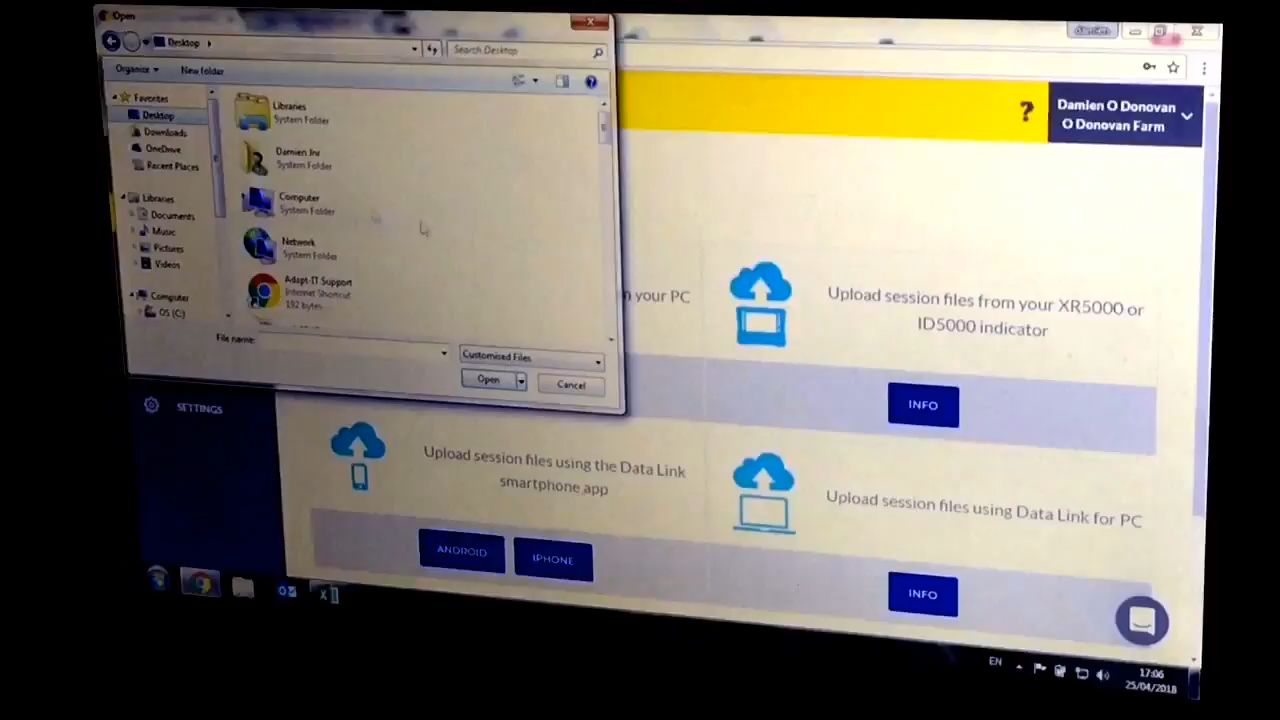 Open
Desktop
Search Desktop
Organize
New folder
Favorites
Desktop
Downloads
OneDrive
Recent Places
Libraries
Documents
Music
Pictures
Videos
Computer
OS (C:)
Libraries
System Folder
Damien Inr
System Folder
Computer
System Folder
Network
System Folder
Adapt-IT Support
Internet Shortcut
192 bytes
File name:
Customised Files
Open
Cancel
?
Damien O Donovan
O Donovan Farm
your PC
Upload session files from your XR5000 or
ID5000 indicator
INFO
SETTINGS
Upload session files using the Data Link
smartphone app
ANDROID
IPHONE
Upload session files using Data Link for PC
INFO
EN
17:06
25/04/2018